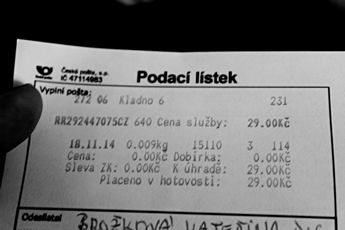 Česká pošta, s.p.
IČ 47114983
Podací lístek
Vyplní pošta:
272 06 Kladno 6 231
RR292447075CZ 640 Cena služby: 29.00Kč
18.11.14 0.009kg 15110 3 114
Cena: 0.00Kč Dobírka: 0.00Kč
Sleva ZK: 0.00Kč K úhradě: 29.00Kč
Placeno v hotovosti: 29.00Kč
Odesílatel BROŽKOVÁ KATEŘINA